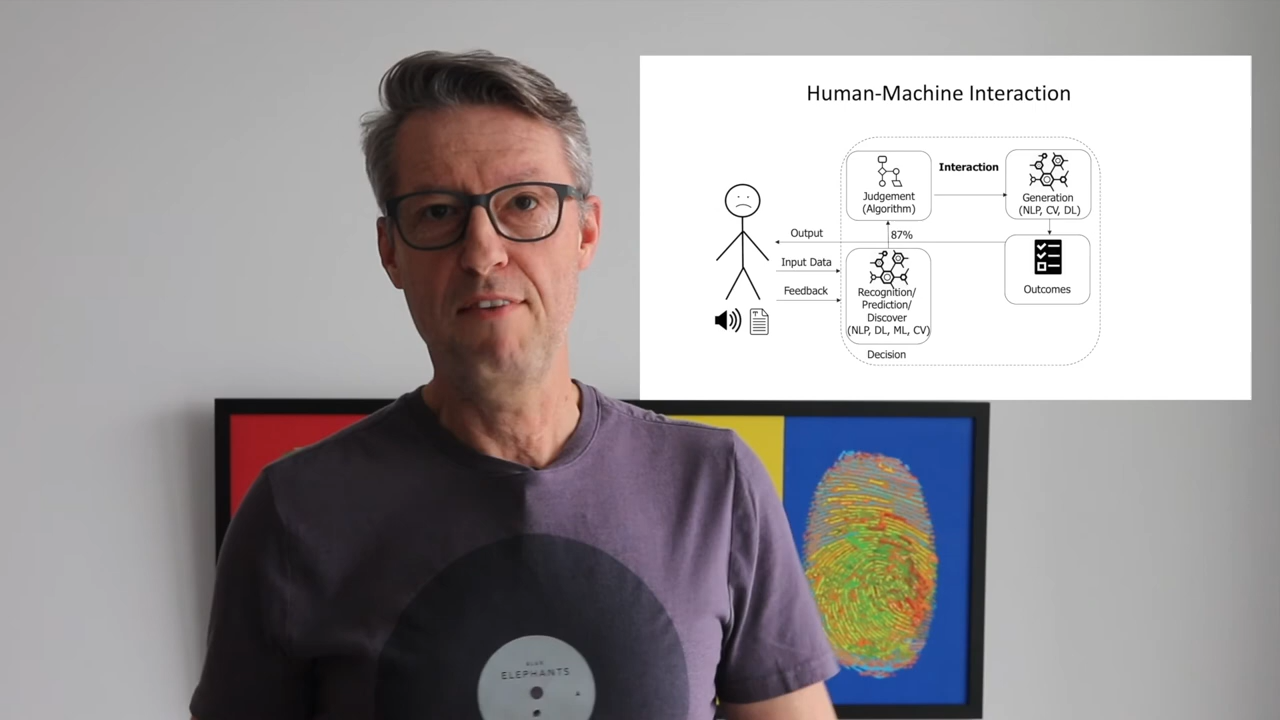 Human-Machine Interaction
Judgement
(Algorithm)
Interaction
Generation
(NLP, CV, DL)
Output
87%
Input Data
Feedback
Recognition/
Prediction/
Discover
(NLP, DL, ML, CV)
Decision
Outcomes
ELEPHANTS